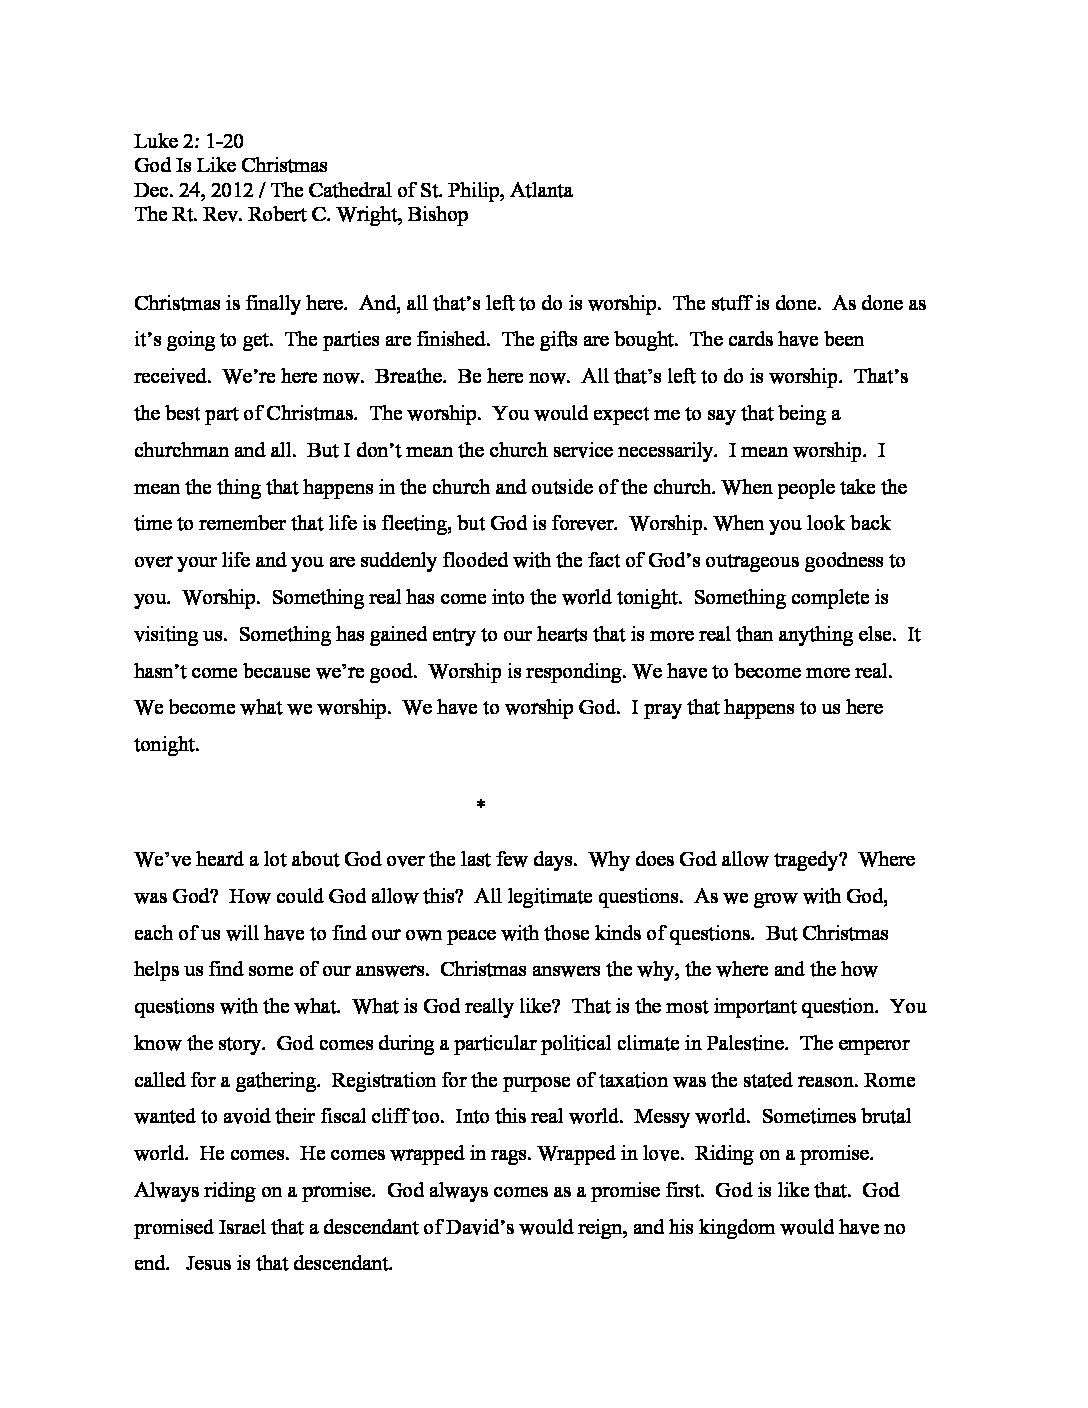 Luke 2: 1-20
God Is Like Christmas
Dec. 24, 2012 / The Cathedral of St. Philip, Atlanta
The Rt. Rev. Robert C. Wright, Bishop
Christmas is finally here.  And, all that’s left to do is worship.  The stuff is done.  As done as
it’s going to get.  The parties are finished.  The gifts are bought.  The cards have been
received.  We’re here now.  Breathe.  Be here now.  All that’s left to do is worship.  That’s
the best part of Christmas.  The worship.  You would expect me to say that being a
churchman and all.  But I don’t mean the church service necessarily.  I mean worship.  I
mean the thing that happens in the church and outside of the church. When people take the
time to remember that life is fleeting, but God is forever.  Worship. When you look back
over your life and you are suddenly flooded with the fact of God’s outrageous goodness to
you.  Worship.  Something real has come into the world tonight.  Something complete is
visiting us.  Something has gained entry to our hearts that is more real than anything else.  It
hasn’t come because we’re good.  Worship is responding. We have to become more real.
We become what we worship.  We have to worship God.  I pray that happens to us here
tonight.
*
We’ve heard a lot about God over the last few days.  Why does God allow tragedy?  Where
was God?  How could God allow this?  All legitimate questions.  As we grow with God,
each of us will have to find our own peace with those kinds of questions.  But Christmas
helps us find some of our answers.  Christmas answers the why, the where and the how
questions with the what.  What is God really like?  That is the most important question.  You
know the story.  God comes during a particular political climate in Palestine.  The emperor
called for a gathering.  Registration for the purpose of taxation was the stated reason. Rome
wanted to avoid their fiscal cliff too.  Into this real world.  Messy world.  Sometimes brutal
world.  He comes.  He comes wrapped in rags. Wrapped in love.  Riding on a promise.
Always riding on a promise.  God always comes as a promise first.  God is like that.  God
promised Israel that a descendant of David’s would reign, and his kingdom would have no
end.   Jesus is that descendant.